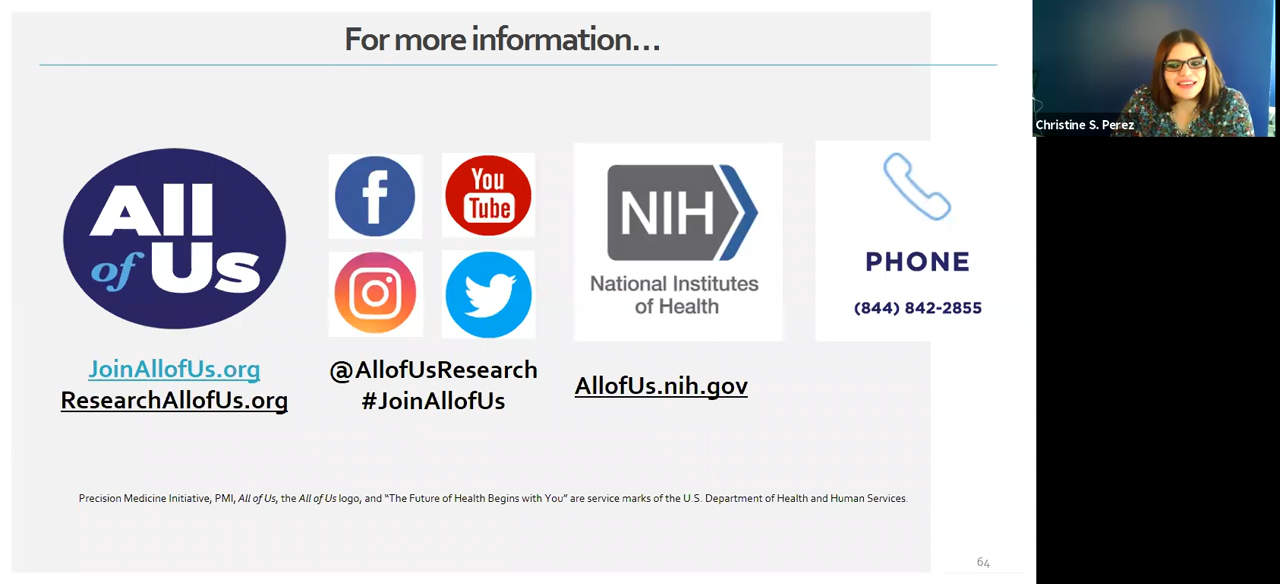 For more information…
Christine S. Perez
All
of Us
f
You
Tube
NIH
National Institutes
of Health
PHONE
(844) 842-2855
JoinAllofUs.org
ResearchAllofUs.org
@AllofUsResearch
#JoinAllofUs
AllofUs.nih.gov
Precision Medicine Initiative, PMI, All of Us, the All of Us logo, and “The Future of Health Begins with You” are service marks of the U.S. Department of Health and Human Services.
64